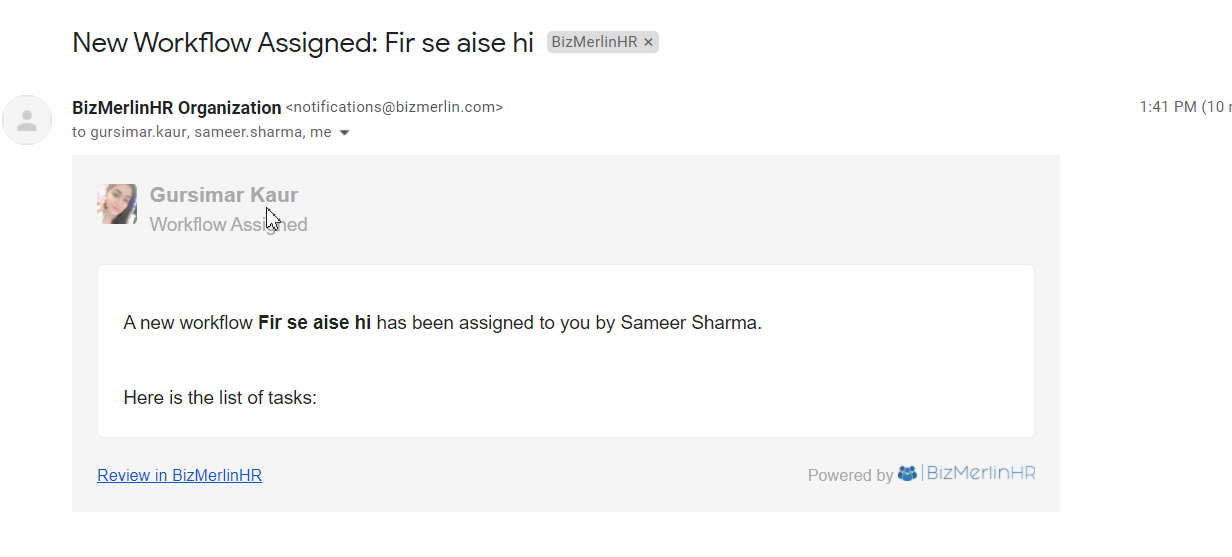 New Workflow Assigned: Fir se aise hi BizMerlinHR ×
BizMerlinHR Organization <notifications@bizmerlin.com> 1:41 PM (10
to gursimar.kaur, sameer.sharma, me
Gursimar Kaur
Workflow Assigned
A new workflow Fir se aise hi has been assigned to you by Sameer Sharma.
Here is the list of tasks:
Review in BizMerlinHR Powered by BizMerlinHR